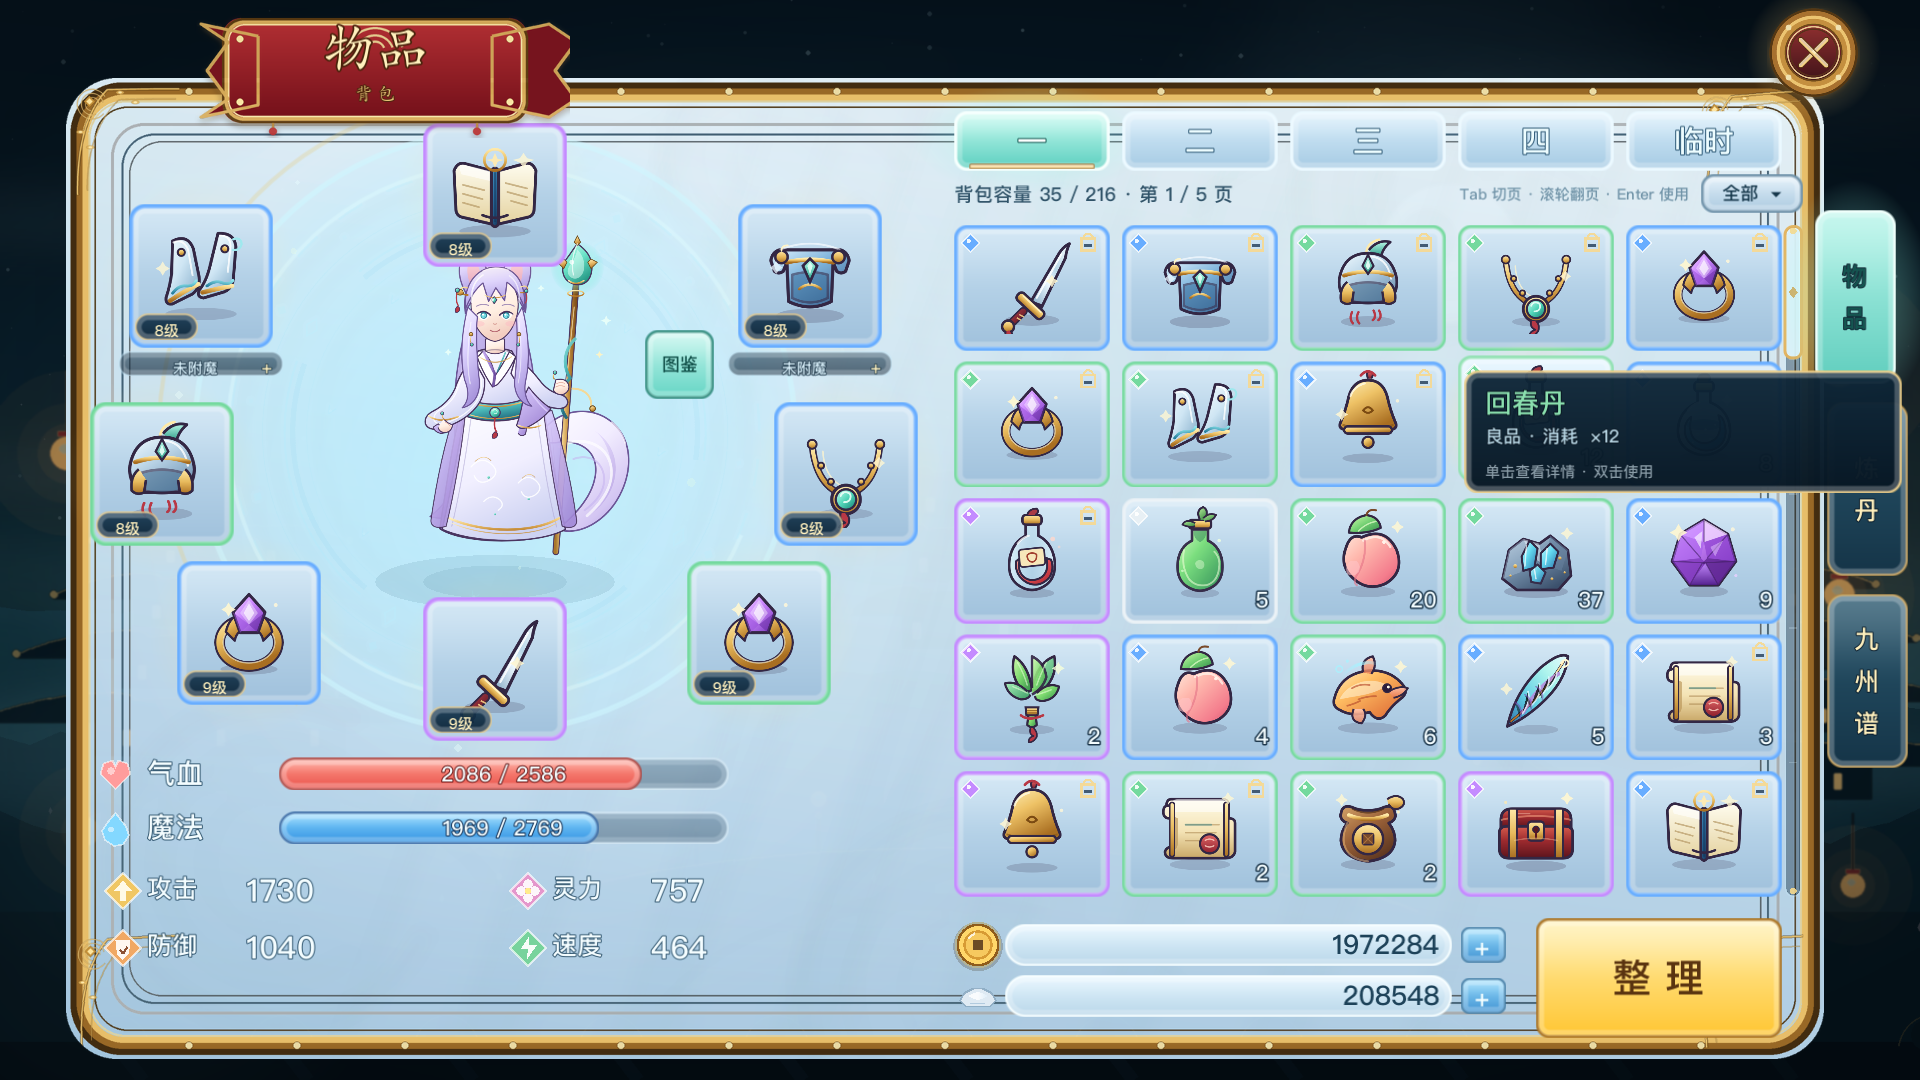 物品
背包
一
二
三
四
临时
背包容量 35 / 216 · 第 1 / 5 页
Tab 切页 · 滚轮翻页 · Enter 使用
全部
8级
8级
未附魔 +
8级
未附魔 +
图鉴
8级
8级
9级
9级
9级
回春丹
良品 · 消耗 ×12
单击查看详情 · 双击使用
5
20
37
9
2
4
6
5
3
2
2
气血
2086 / 2586
魔法
1969 / 2769
攻击 1730
灵力 757
防御 1040
速度 464
1972284
+
208548
+
整理
物品
丹
九州谱